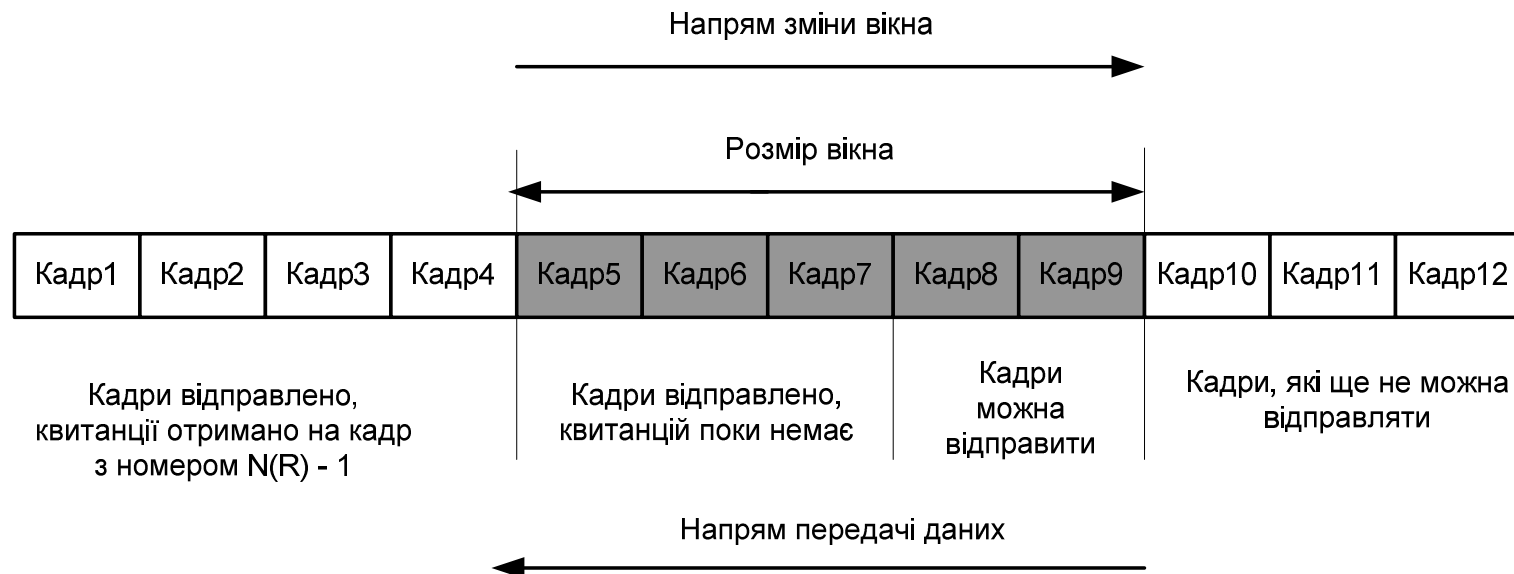 Напрям зміни вікна
Розмір вікна
Кадр1 Кадр2 Кадр3 Кадр4 Кадр5 Кадр6 Кадр7 Кадр8 Кадр9 Кадр10 Кадр11 Кадр12
Кадри відправлено,
квитанції отримано на кадр
з номером N(R) - 1
Кадри відправлено,
квитанцій поки немає
Кадри
можна
відправити
Кадри, які ще не можна
відправляти
Напрям передачі даних